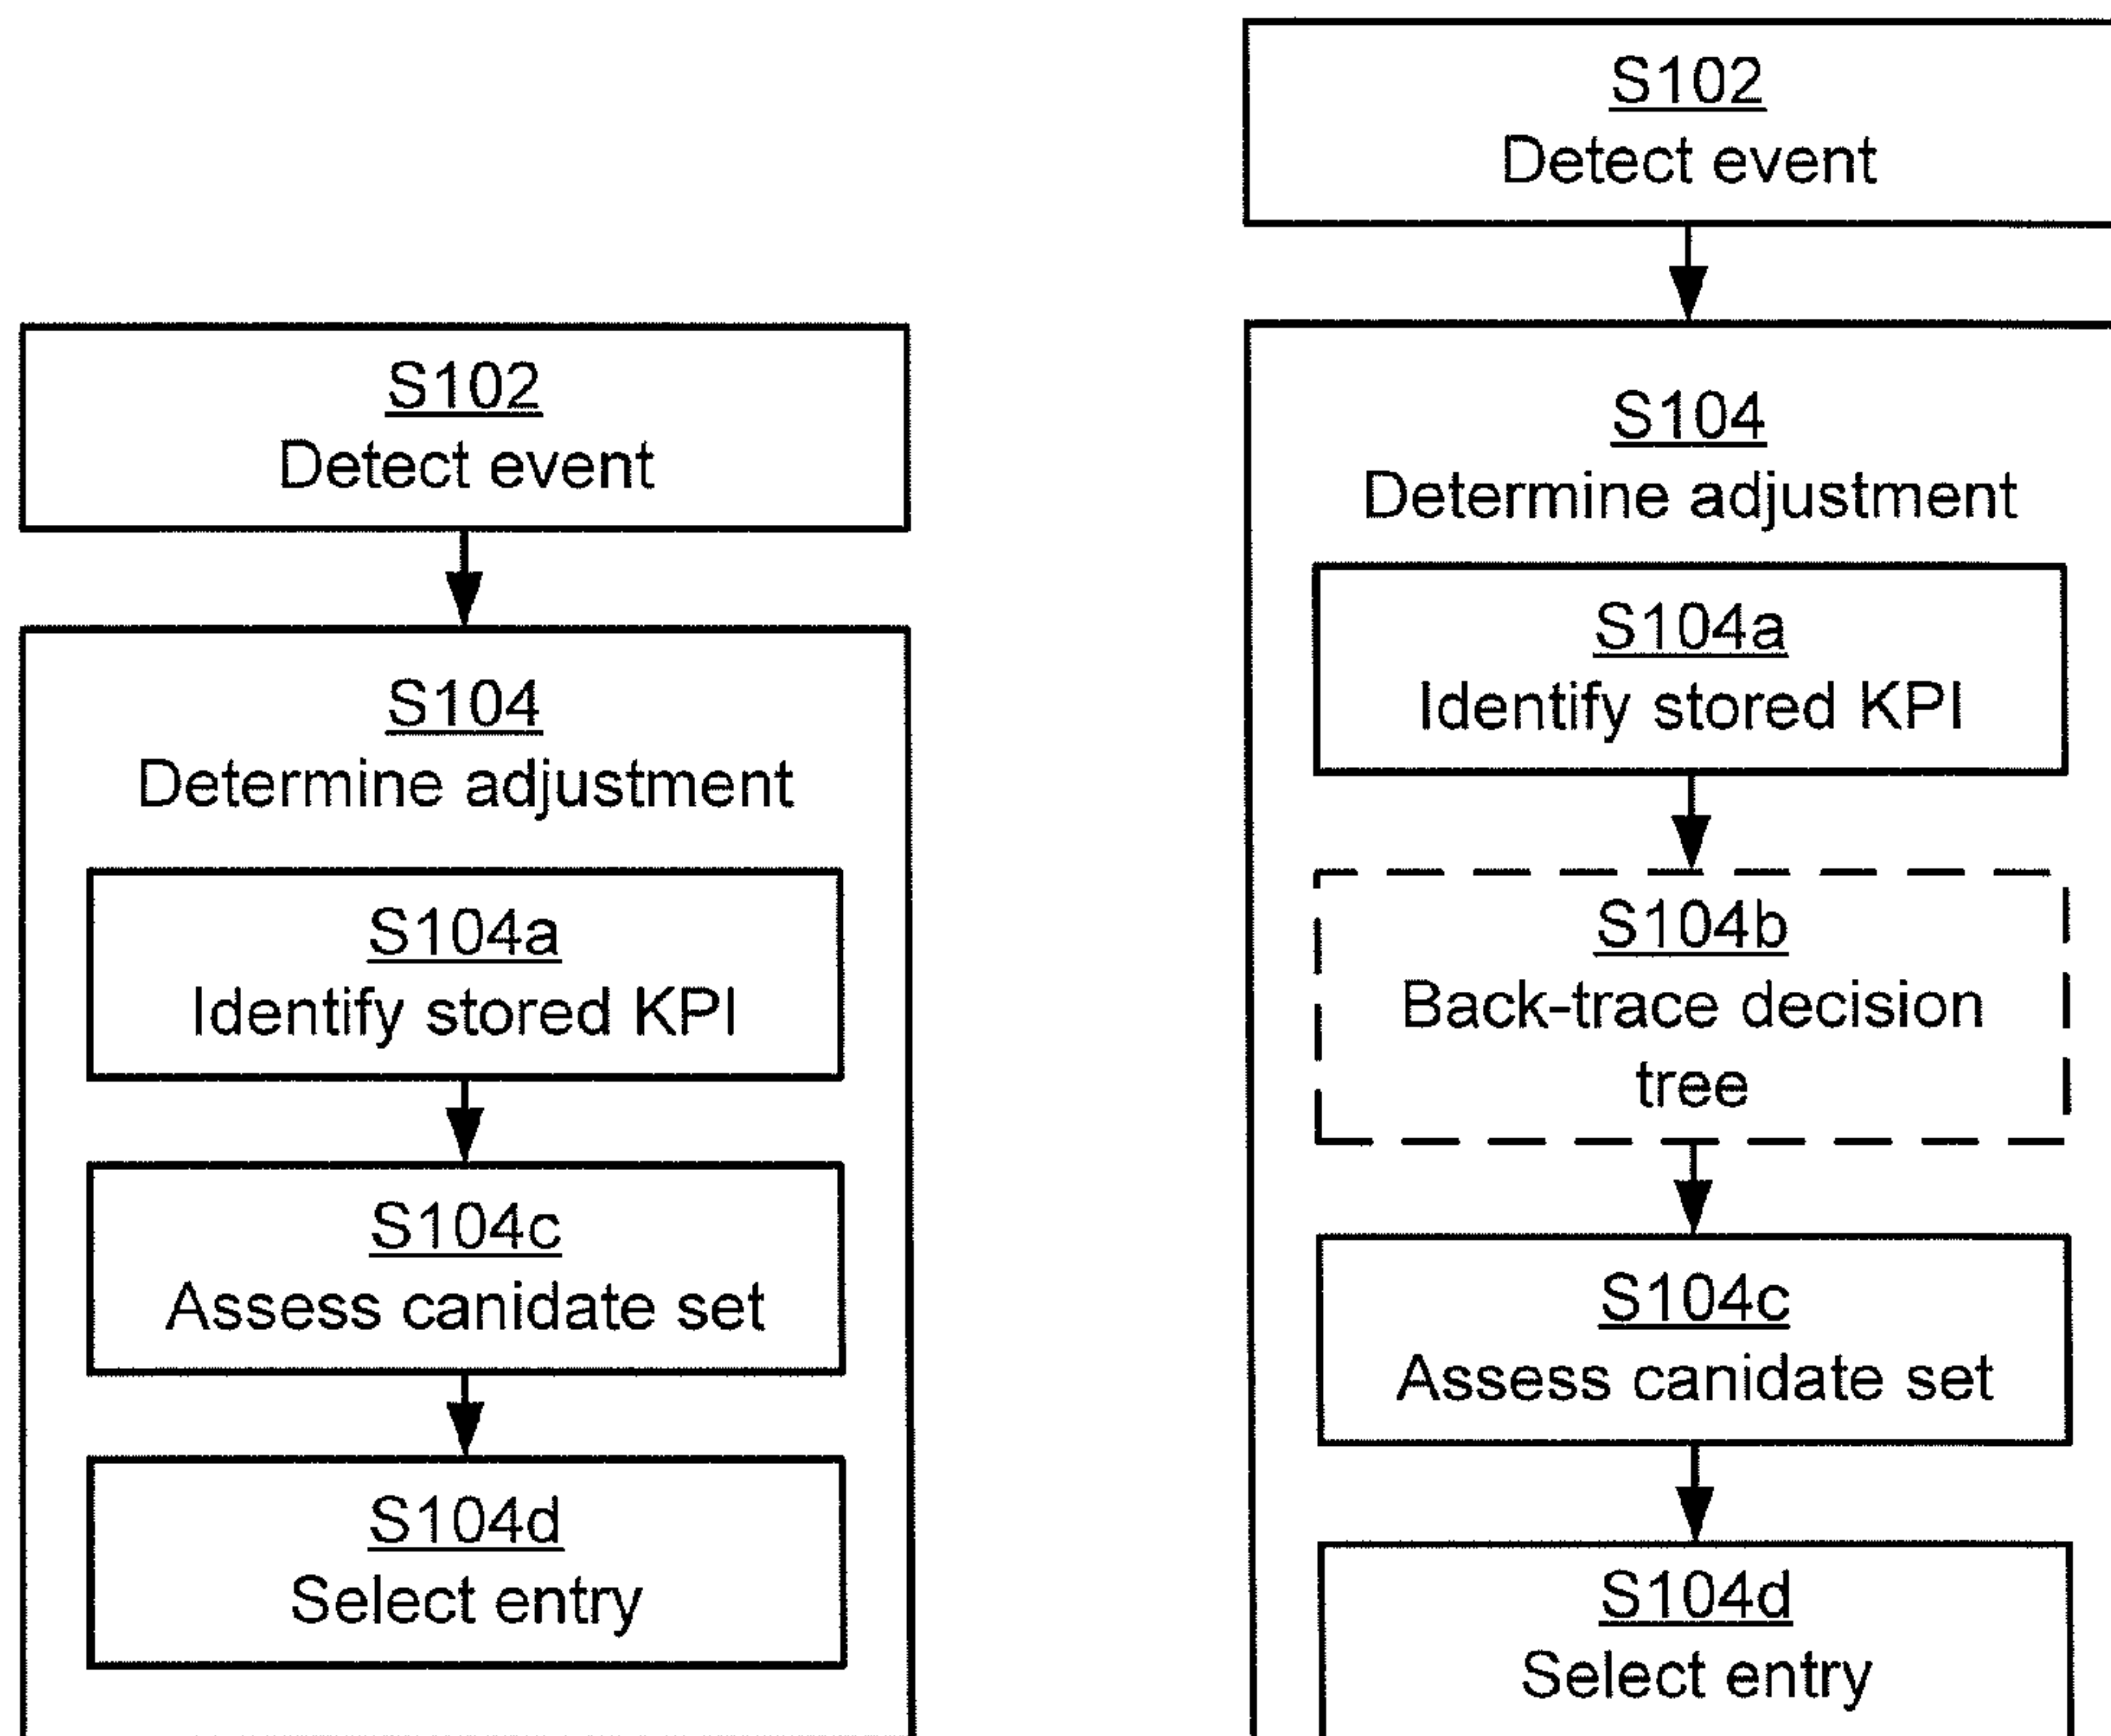 S102
Detect event
S104
Determine adjustment
S104a
Identify stored KPI
S104c
Assess canidate set
S104d
Select entry
S102
Detect event
S104
Determine adjustment
S104a
Identify stored KPI
S104b
Back-trace decision
tree
S104c
Assess canidate set
S104d
Select entry